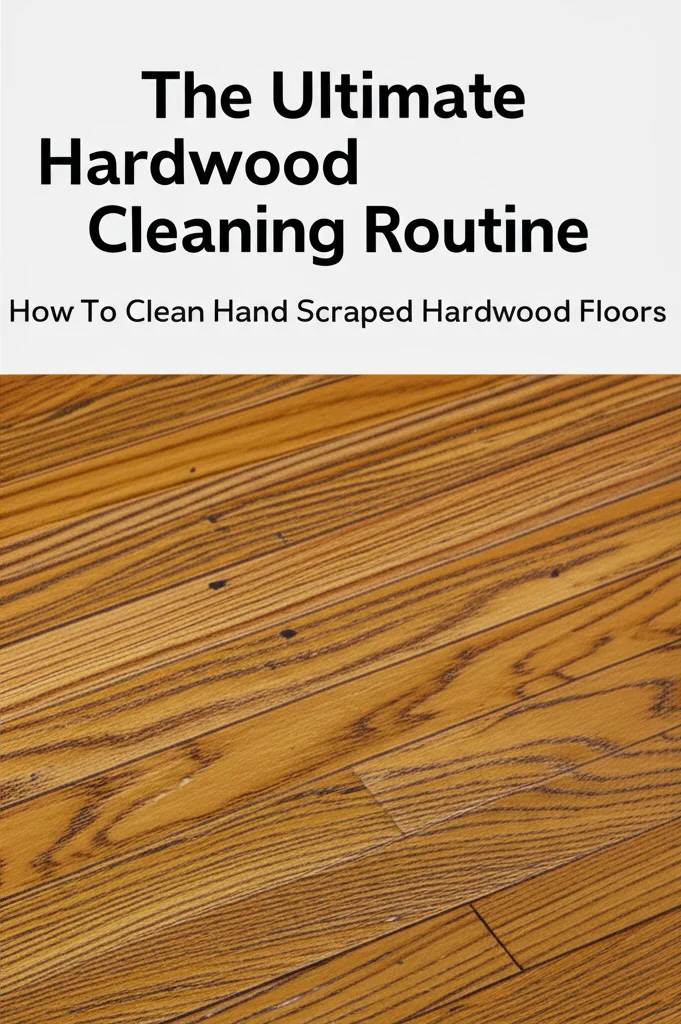 The Ultimate
Hardwood
Cleaning Routine
How To Clean Hand Scraped Hardwood Floors